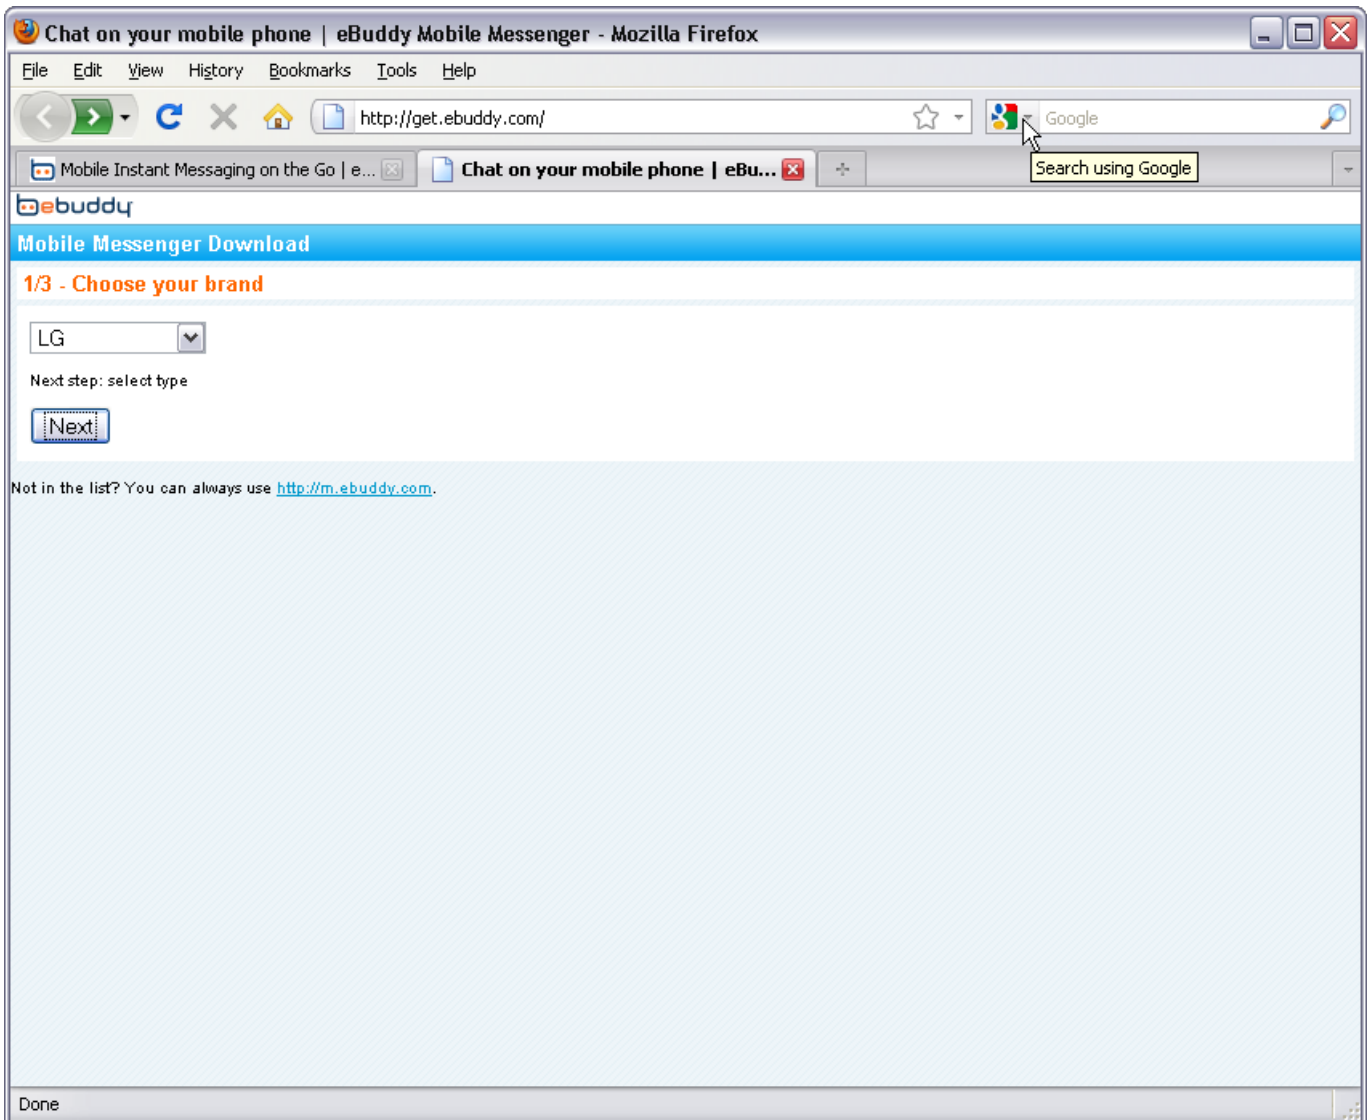 Chat on your mobile phone | eBuddy Mobile Messenger - Mozilla Firefox
File Edit View History Bookmarks Tools Help
http://get.ebuddy.com/ Google
Mobile Instant Messaging on the Go | e... Chat on your mobile phone | eBu... Search using Google
ebuddy
Mobile Messenger Download
1/3 - Choose your brand
LG
Next step: select type
Next
Not in the list? You can always use http://m.ebuddy.com.
Done